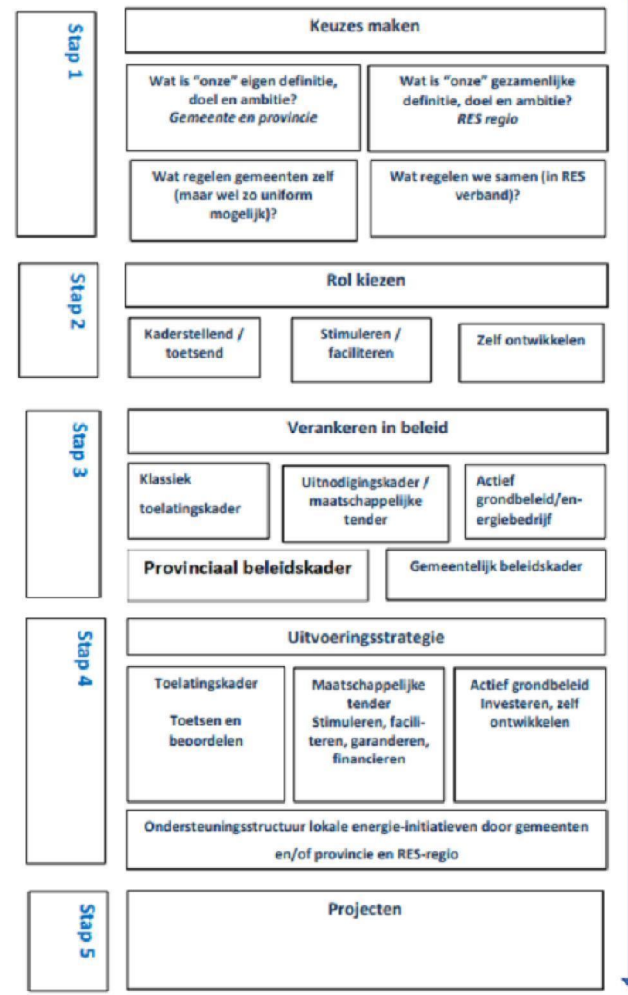 Stap 1
Keuzes maken
Wat is "onze" eigen definitie,
doel en ambitie?
Gemeente en provincie
Wat is "onze" gezamenlijke
definitie, doel en ambitie?
RES regio
Wat regelen gemeenten zelf
(maar wel zo uniform
mogelijk)?
Wat regelen we samen (in RES
verband)?
Stap 2
Rol kiezen
Kaderstellend /
toetsend
Stimuleren /
faciliteren
Zelf ontwikkelen
Stap 3
Verankeren in beleid
Klassiek
toelatingskader
Uitnodigingskader /
maatschappelijke
tender
Actief
grondbeleid/en-
ergiebedrijf
Provinciaal beleidskader
Gemeentelijk beleidskader
Stap 4
Uitvoeringsstrategie
Toelatingskader
Toetsen en
beoordelen
Maatschappelijke
tender
Stimuleren, facili-
teren, garanderen,
financieren
Actief grondbeleid
Investeren, zelf
ontwikkelen
Ondersteuningsstructuur lokale energie-initiatieven door gemeenten
en/of provincie en RES-regio
Stap 5
Projecten